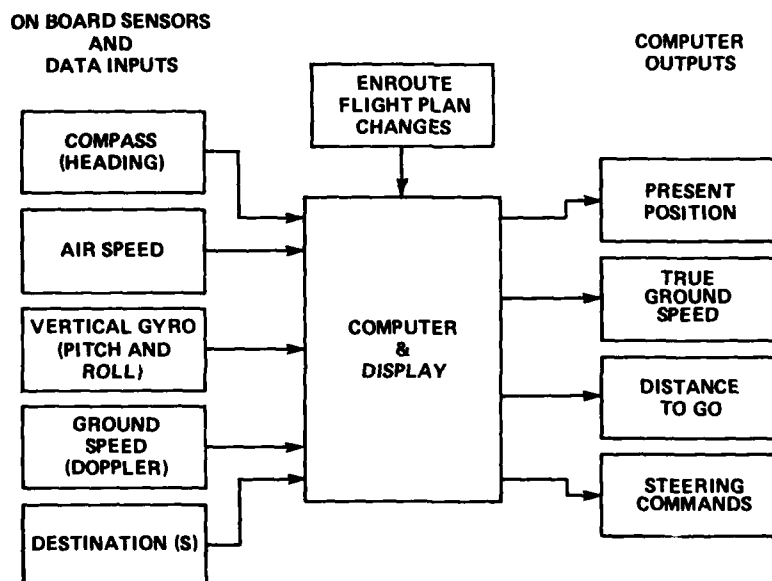 ON BOARD SENSORS
AND
DATA INPUTS
COMPASS
(HEADING)
AIR SPEED
VERTICAL GYRO
(PITCH AND
ROLL)
GROUND
SPEED
(DOPPLER)
DESTINATION (S)
ENROUTE
FLIGHT PLAN
CHANGES
COMPUTER
&
DISPLAY
COMPUTER
OUTPUTS
PRESENT
POSITION
TRUE
GROUND
SPEED
DISTANCE
TO GO
STEERING
COMMANDS